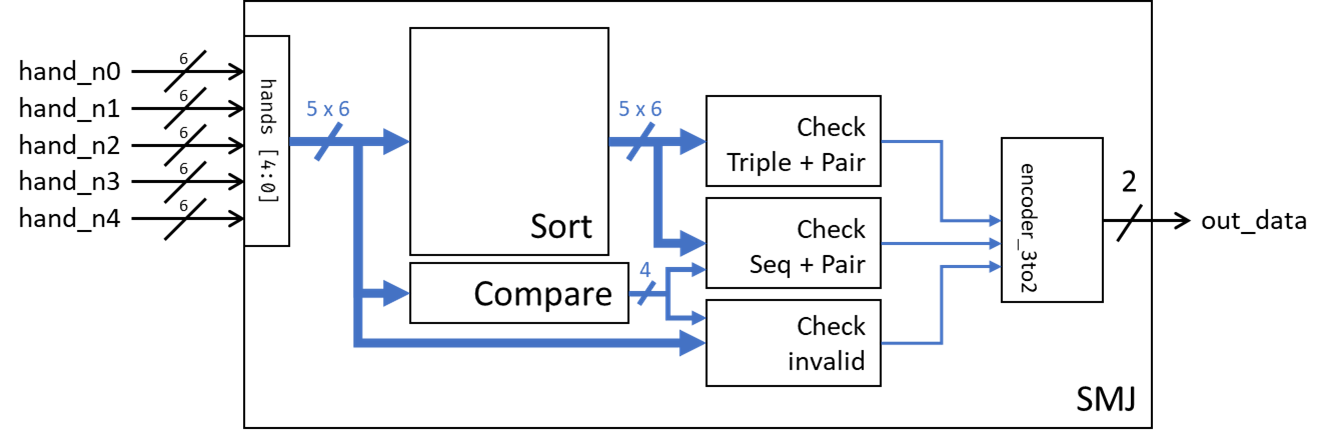 hand_n0
6
hand_n1
6
hand_n2
6
hand_n3
6
hand_n4
6
hands [4:0]
5 x 6
Sort
5 x 6
Compare
4
Check
Triple + Pair
Check
Seq + Pair
Check
invalid
encoder_3to2
2
out_data
SMJ